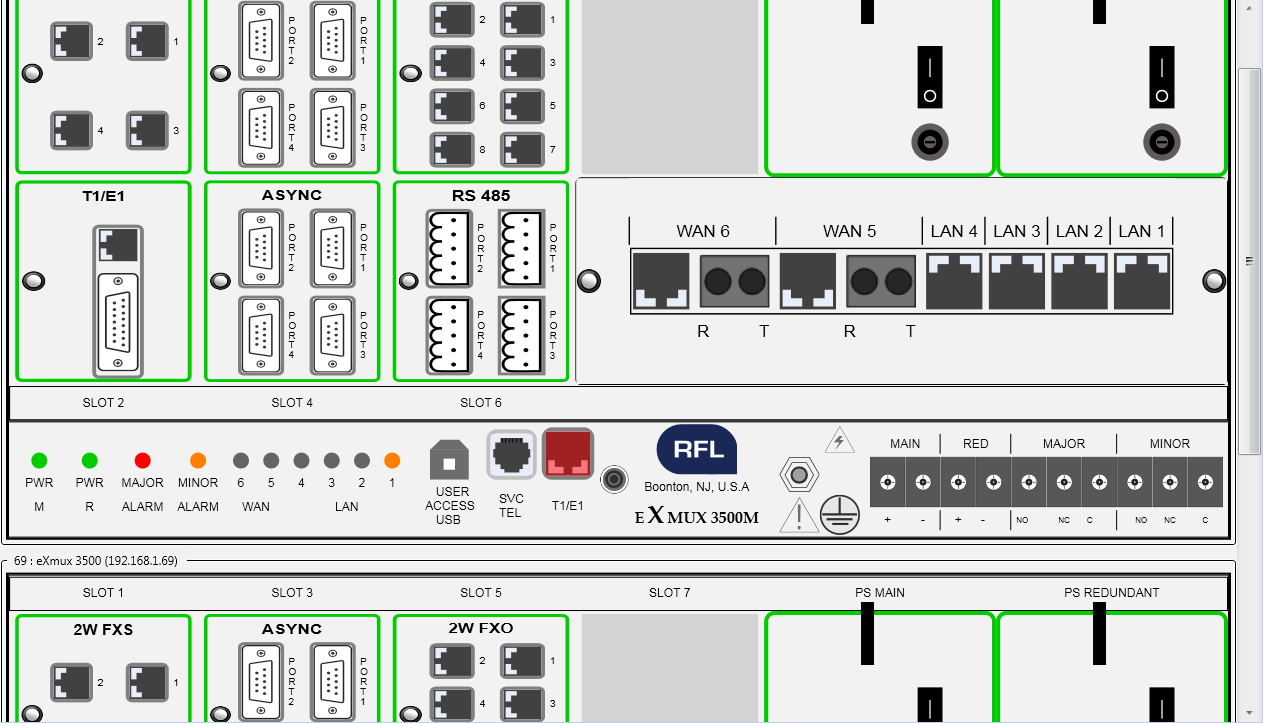 2 1 PORT2 PORT1 2 1
4 3
4 3 PORT4 PORT3 6 5
8 7
T1/E1 ASYNC RS 485
PORT2 PORT1 PORT2 PORT1
WAN 6 WAN 5 LAN 4 LAN 3 LAN 2 LAN 1
PORT4 PORT3 PORT4 PORT3
R T R T
SLOT 2 SLOT 4 SLOT 6
RFL
MAIN RED MAJOR MINOR
PWR PWR MAJOR MINOR 6 5 4 3 2 1
M R ALARM ALARM WAN LAN
USER
ACCESS
USB
SVC
TEL
T1/E1
Boonton, NJ, U.S.A
eXmux 3500M
+ - + - NO NC C NO NC C
69 : eXmux 3500 (192.168.1.69)
SLOT 1 SLOT 3 SLOT 5 SLOT 7 PS MAIN PS REDUNDANT
2W FXS ASYNC 2W FXO
2 1 PORT2 PORT1 2 1
4 3